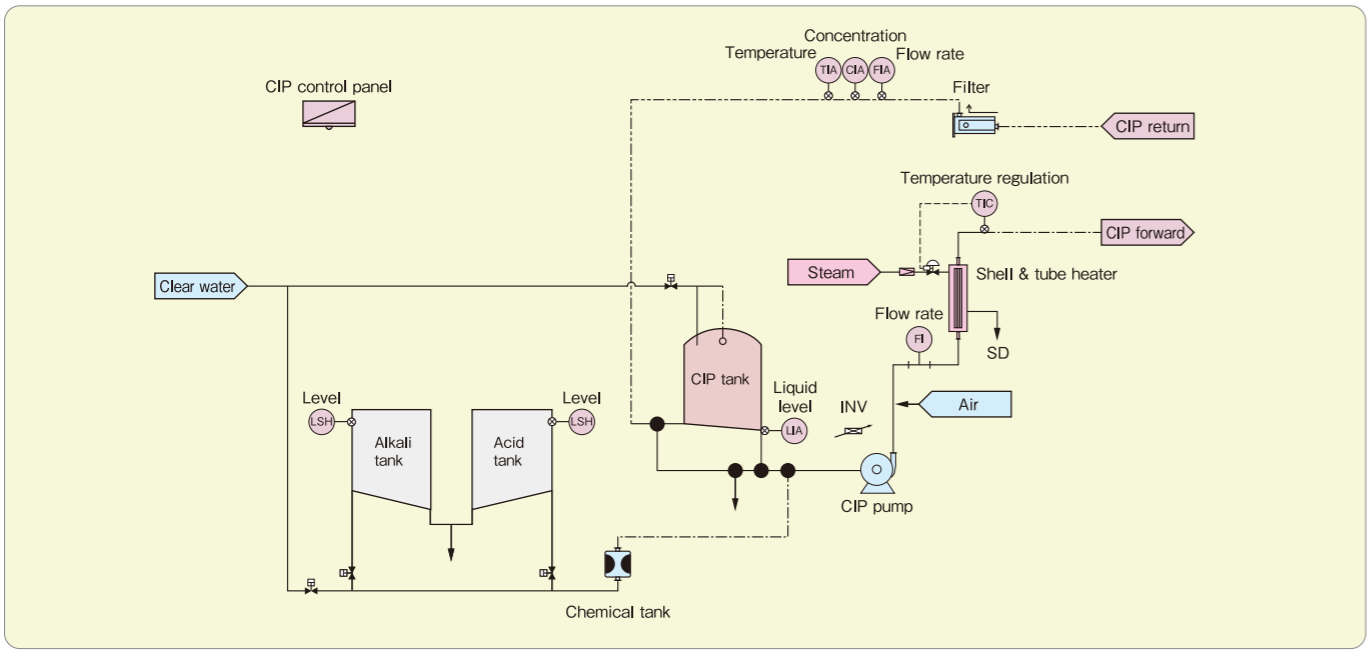 Concentration
Temperature
Flow rate
TIA
CIA
FIA
CIP control panel
Filter
CIP return
Temperature regulation
TIC
CIP forward
Steam
Shell & tube heater
Clear water
Flow rate
FI
SD
CIP tank
Liquid
level
LIA
INV
Air
Level
LSH
Level
LSH
Alkali
tank
Acid
tank
CIP pump
Chemical tank